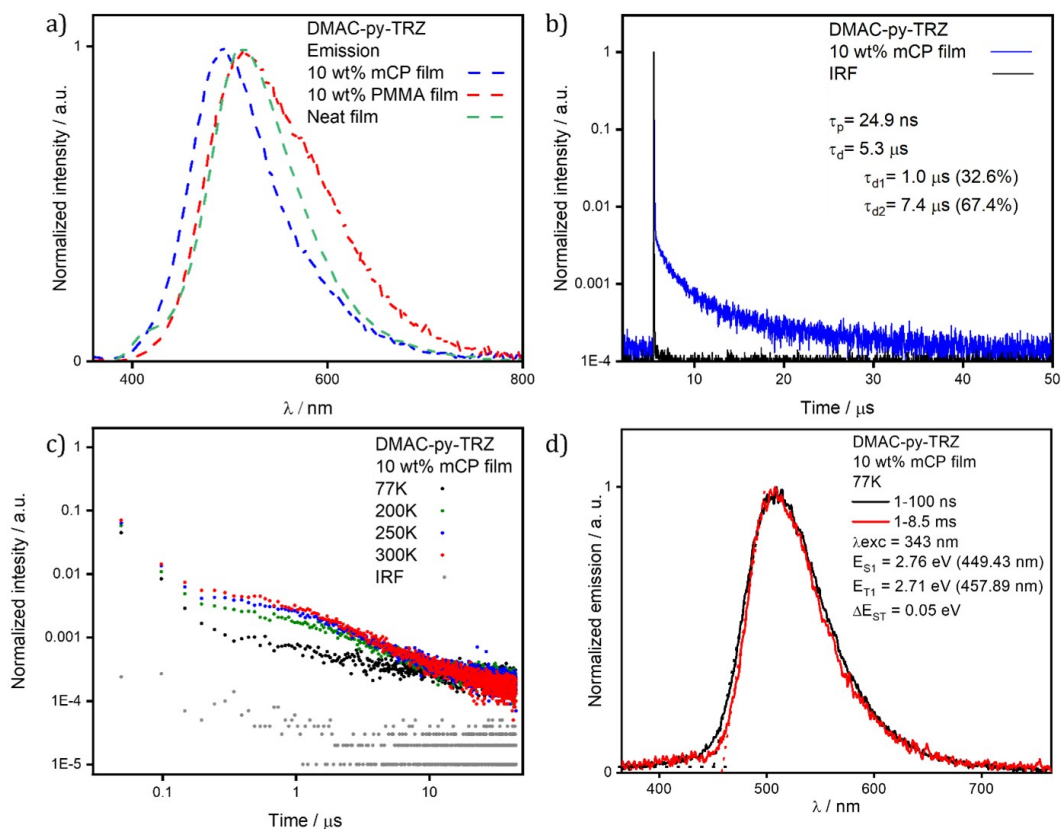 a)
DMAC-py-TRZ
Emission
10 wt% mCP film
10 wt% PMMA film
Neat film
Normalized intensity / a.u.
1
0
400
600
800
λ / nm
b)
DMAC-py-TRZ
10 wt% mCP film
IRF
τp= 24.9 ns
τd= 5.3 μs
τd1= 1.0 μs (32.6%)
τd2= 7.4 μs (67.4%)
Normalized intensity / a.u.
1
0.1
0.01
0.001
1E-4
10
20
30
40
50
Time / μs
c)
DMAC-py-TRZ
10 wt% mCP film
77K
200K
250K
300K
IRF
Normalized intesity / a.u.
1
0.1
0.01
0.001
1E-4
1E-5
0.1
1
10
Time / μs
d)
DMAC-py-TRZ
10 wt% mCP film
77K
1-100 ns
1-8.5 ms
λexc = 343 nm
ES1 = 2.76 eV (449.43 nm)
ET1 = 2.71 eV (457.89 nm)
ΔEST = 0.05 eV
Normalized emission / a. u.
1
0
400
500
600
700
λ / nm